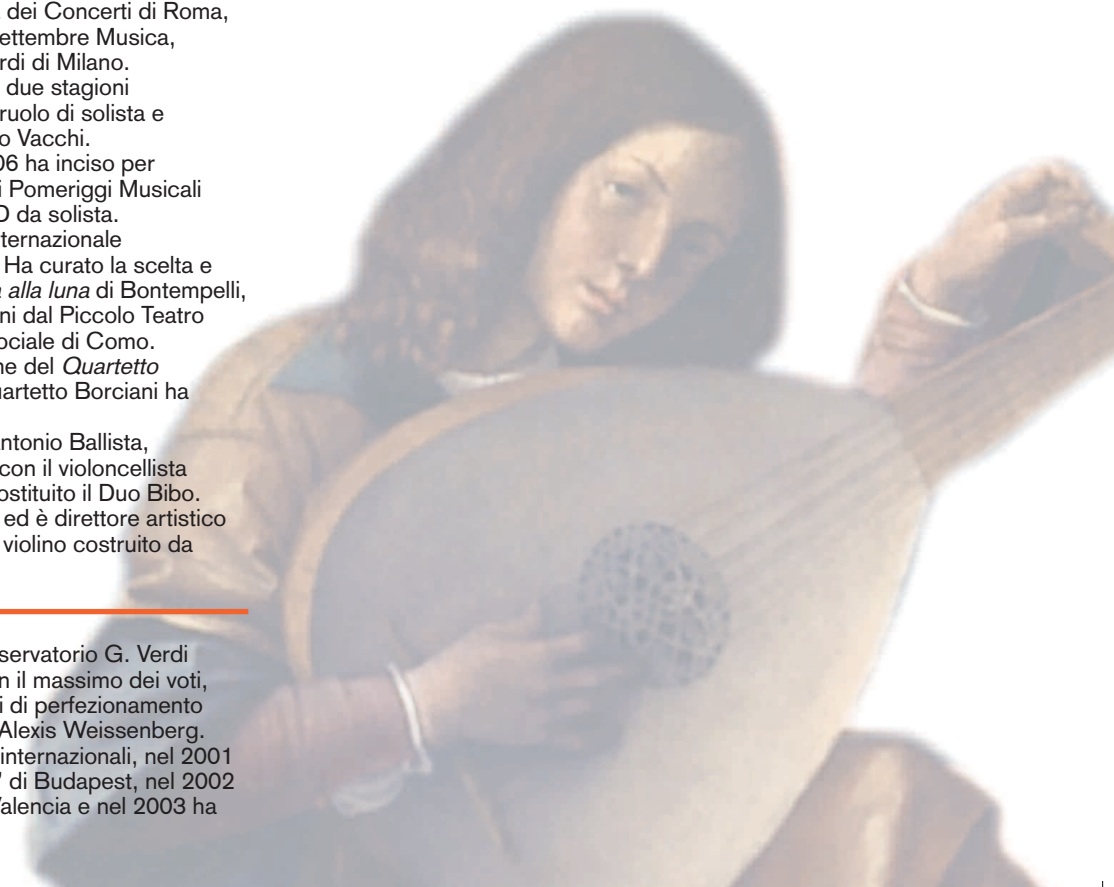 dei Concerti di Roma,
ettembre Musica,
rdi di Milano.
due stagioni
ruolo di solista e
o Vacchi.
06 ha inciso per
i Pomeriggi Musicali
D da solista.
ternazionale
Ha curato la scelta e
alla luna di Bontempelli,
ni dal Piccolo Teatro
ociale di Como.
ne del Quartetto
uartetto Borciani ha
ntonio Ballista,
con il violoncellista
ostituito il Duo Bibo.
ed è direttore artistico
violino costruito da
servatorio G. Verdi
n il massimo dei voti,
i di perfezionamento
Alexis Weissenberg.
internazionali, nel 2001
" di Budapest, nel 2002
Valencia e nel 2003 ha